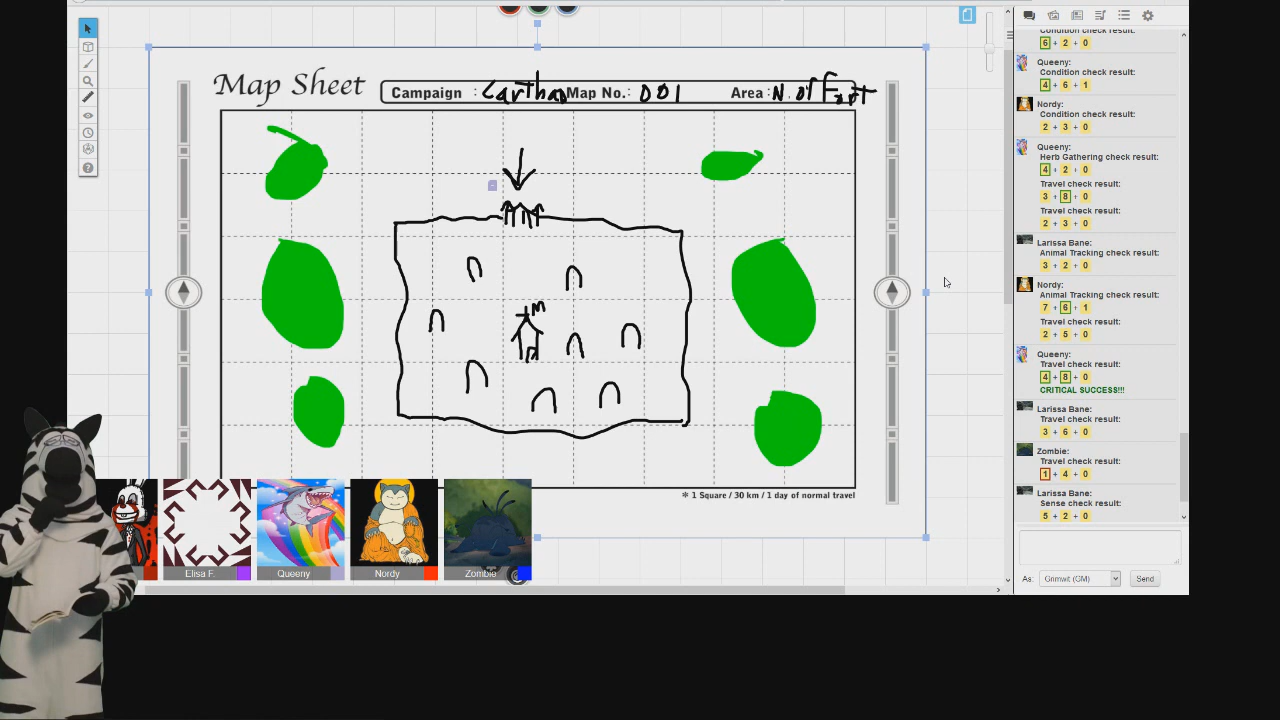 Map Sheet
Campaign : Carthan Map No.: 001 Area: N. of Fort
M
* 1 Square / 30 km / 1 day of normal travel
Elisa F.
Queeny
Nordy
Zombie
Condition check result:
6 + 2 + 0
Queeny:
Condition check result:
4 + 6 + 1
Nordy:
Condition check result:
2 + 3 + 0
Queeny:
Herb Gathering check result:
4 + 2 + 0
Travel check result:
3 + 8 + 0
Travel check result:
2 + 3 + 0
Larissa Bane:
Animal Tracking check result:
3 + 2 + 0
Nordy:
Animal Tracking check result:
7 + 6 + 1
Travel check result:
2 + 5 + 0
Queeny:
Travel check result:
4 + 8 + 0
CRITICAL SUCCESS!!!
Larissa Bane:
Travel check result:
3 + 6 + 0
Zombie:
Travel check result:
1 + 4 + 0
Larissa Bane:
Sense check result:
5 + 2 + 0
As: Grimwit (GM) Send